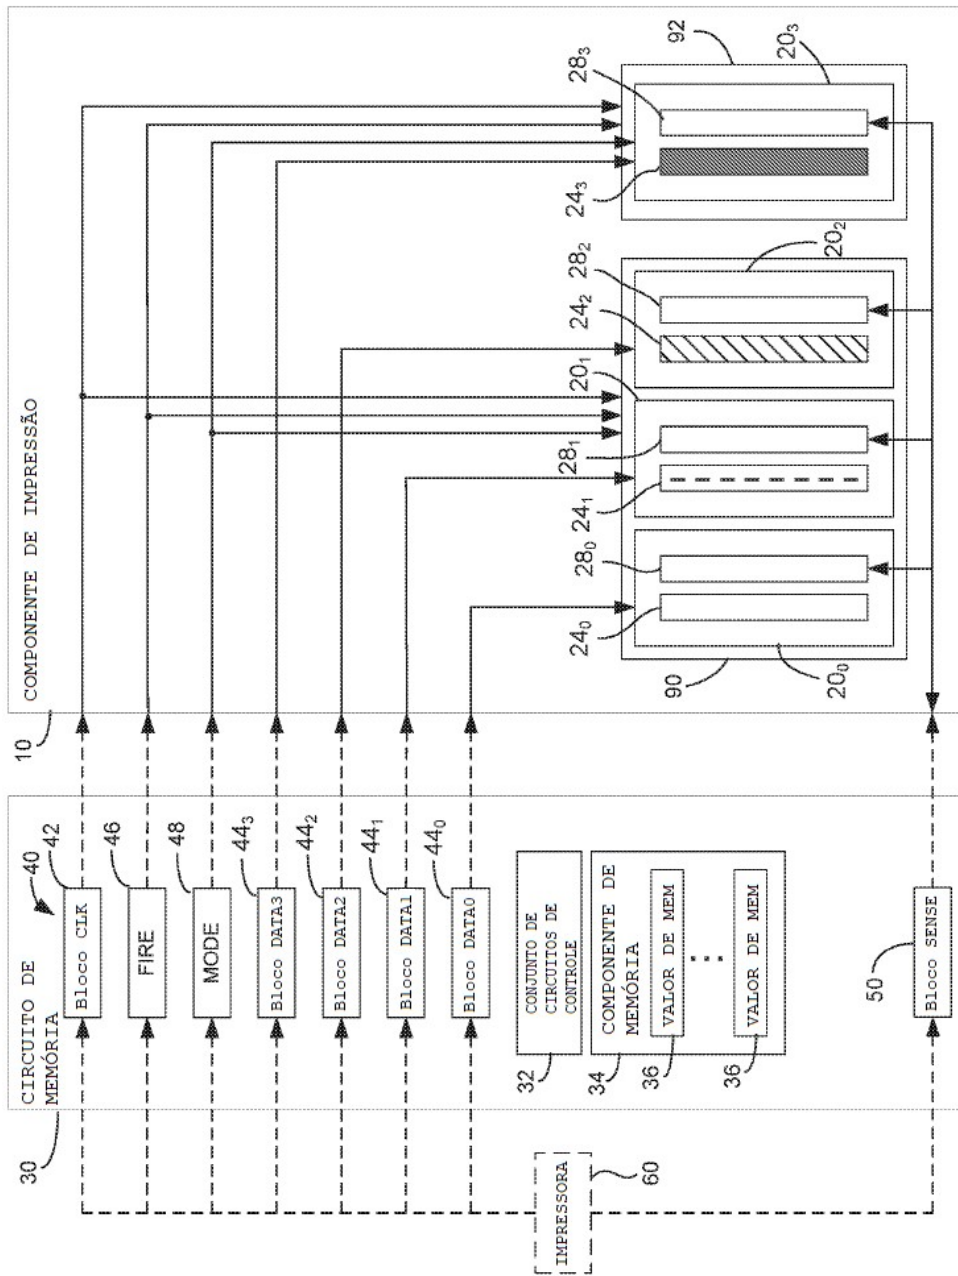 30
CIRCUITO DE
MEMÓRIA
40
42
Bloco CLK
46
FIRE
48
MODE
44₃
Bloco DATA3
44₂
Bloco DATA2
44₁
Bloco DATA1
44₀
Bloco DATA0
32
CONJUNTO DE
CIRCUITOS DE
CONTROLE
34
COMPONENTE DE
MEMÓRIA
36
VALOR DE MEM
36
VALOR DE MEM
50
Bloco SENSE
IMPRESSORA
60
10
COMPONENTE DE IMPRESSÃO
90
20₀
24₀
28₀
24₁
28₁
20₁
24₂
28₂
20₂
24₃
28₃
92
20₃